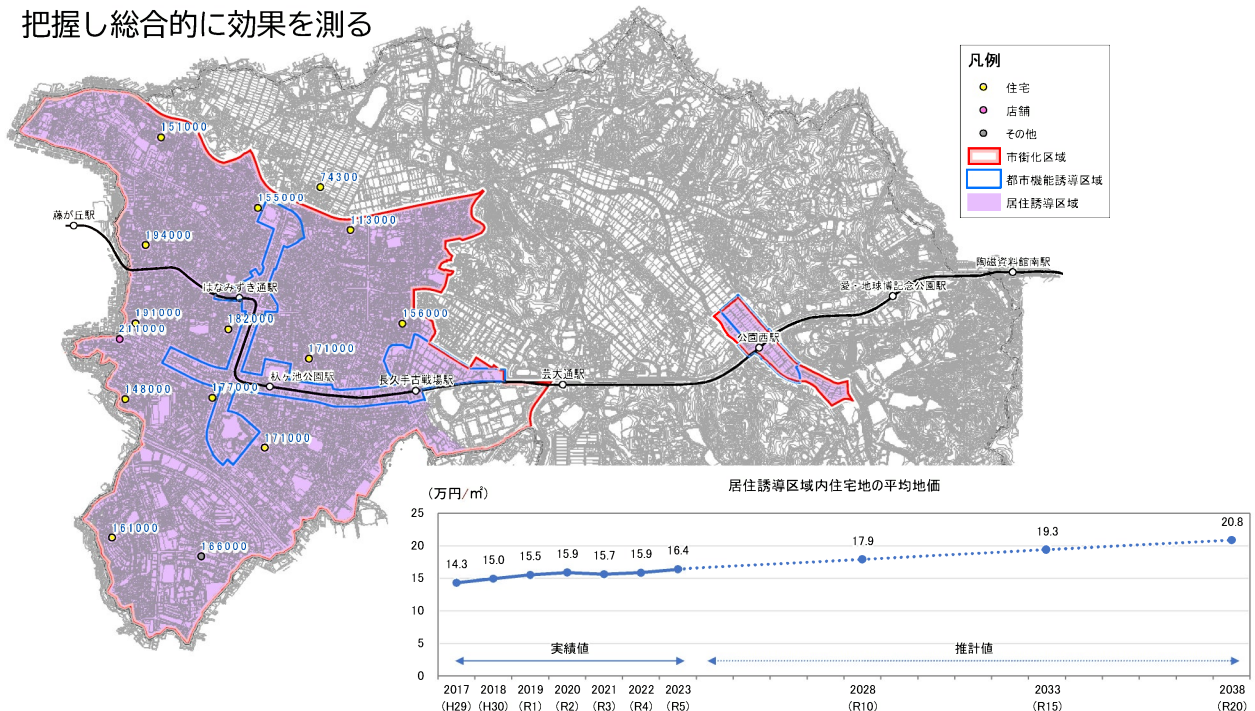 把握し総合的に効果を測る
凡例
住宅
店舗
その他
市街化区域
都市機能誘導区域
居住誘導区域
151000
74300
155000
113000
藤が丘駅
194000
陶磁資料館南駅
はなみずき通駅
愛・地球博記念公園駅
191000
182000
156000
211000
公園西駅
171000
杁ヶ池公園駅
長久手古戦場駅
芸大通駅
148000
177000
171000
161000
166000
居住誘導区域内住宅地の平均地価
(万円/㎡)
25
20
15
10
5
0
14.3
15.0
15.5
15.9
15.7
15.9
16.4
17.9
19.3
20.8
実績値
推計値
2017 2018 2019 2020 2021 2022 2023 2028 2033 2038
(H29) (H30) (R1) (R2) (R3) (R4) (R5) (R10) (R15) (R20)